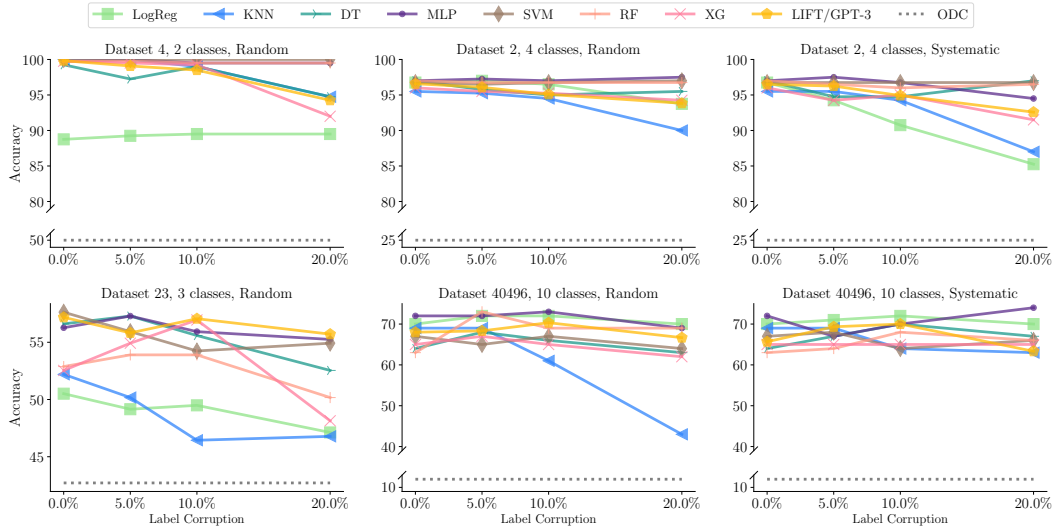 LogReg KNN DT MLP SVM RF XG LIFT/GPT-3 ODC
Dataset 4, 2 classes, Random
Dataset 2, 4 classes, Random
Dataset 2, 4 classes, Systematic
Accuracy
100
95
90
85
80
50
0.0% 5.0% 10.0% 20.0%
100
95
90
85
80
25
0.0% 5.0% 10.0% 20.0%
100
95
90
85
80
25
0.0% 5.0% 10.0% 20.0%
Dataset 23, 3 classes, Random
Dataset 40496, 10 classes, Random
Dataset 40496, 10 classes, Systematic
Accuracy
55
50
45
0.0% 5.0% 10.0% 20.0%
Label Corruption
70
60
50
40
10
0.0% 5.0% 10.0% 20.0%
Label Corruption
70
60
50
40
10
0.0% 5.0% 10.0% 20.0%
Label Corruption